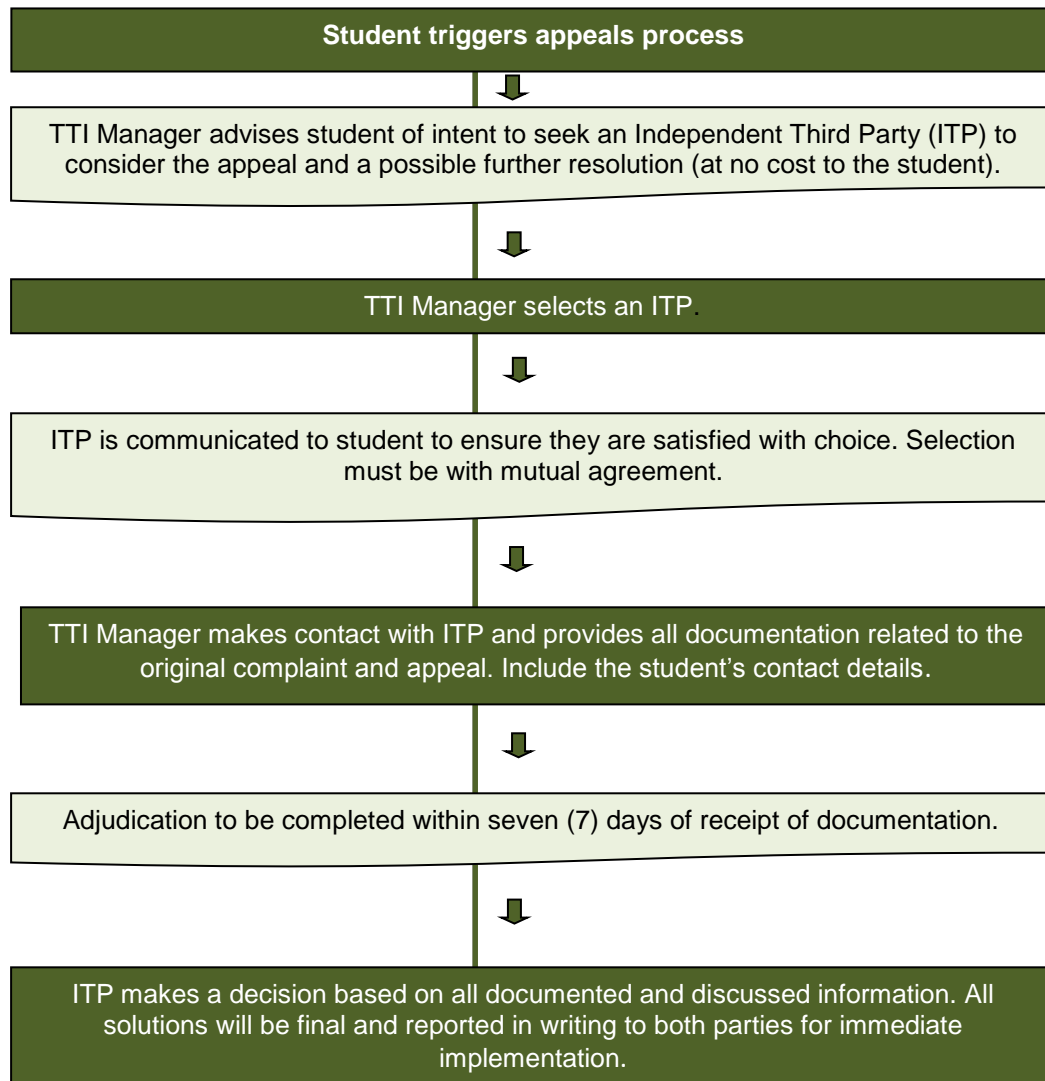 Student triggers appeals process
TTI Manager advises student of intent to seek an Independent Third Party (ITP) to
consider the appeal and a possible further resolution (at no cost to the student).
TTI Manager selects an ITP.
ITP is communicated to student to ensure they are satisfied with choice. Selection
must be with mutual agreement.
TTI Manager makes contact with ITP and provides all documentation related to the
original complaint and appeal. Include the student’s contact details.
Adjudication to be completed within seven (7) days of receipt of documentation.
ITP makes a decision based on all documented and discussed information. All
solutions will be final and reported in writing to both parties for immediate
implementation.